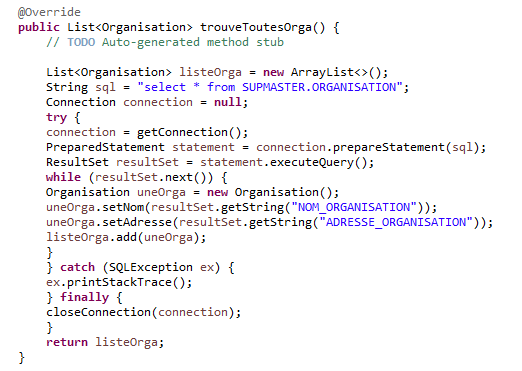 @Override
public List<Organisation> trouveToutesOrga() {
// TODO Auto-generated method stub
List<Organisation> listeOrga = new ArrayList<>();
String sql = "select * from SUPMASTER.ORGANISATION";
Connection connection = null;
try {
connection = getConnection();
PreparedStatement statement = connection.prepareStatement(sql);
ResultSet resultSet = statement.executeQuery();
while (resultSet.next()) {
Organisation uneOrga = new Organisation();
uneOrga.setNom(resultSet.getString("NOM_ORGANISATION"));
uneOrga.setAdresse(resultSet.getString("ADRESSE_ORGANISATION"));
listeOrga.add(uneOrga);
}
} catch (SQLException ex) {
ex.printStackTrace();
} finally {
closeConnection(connection);
}
return listeOrga;
}